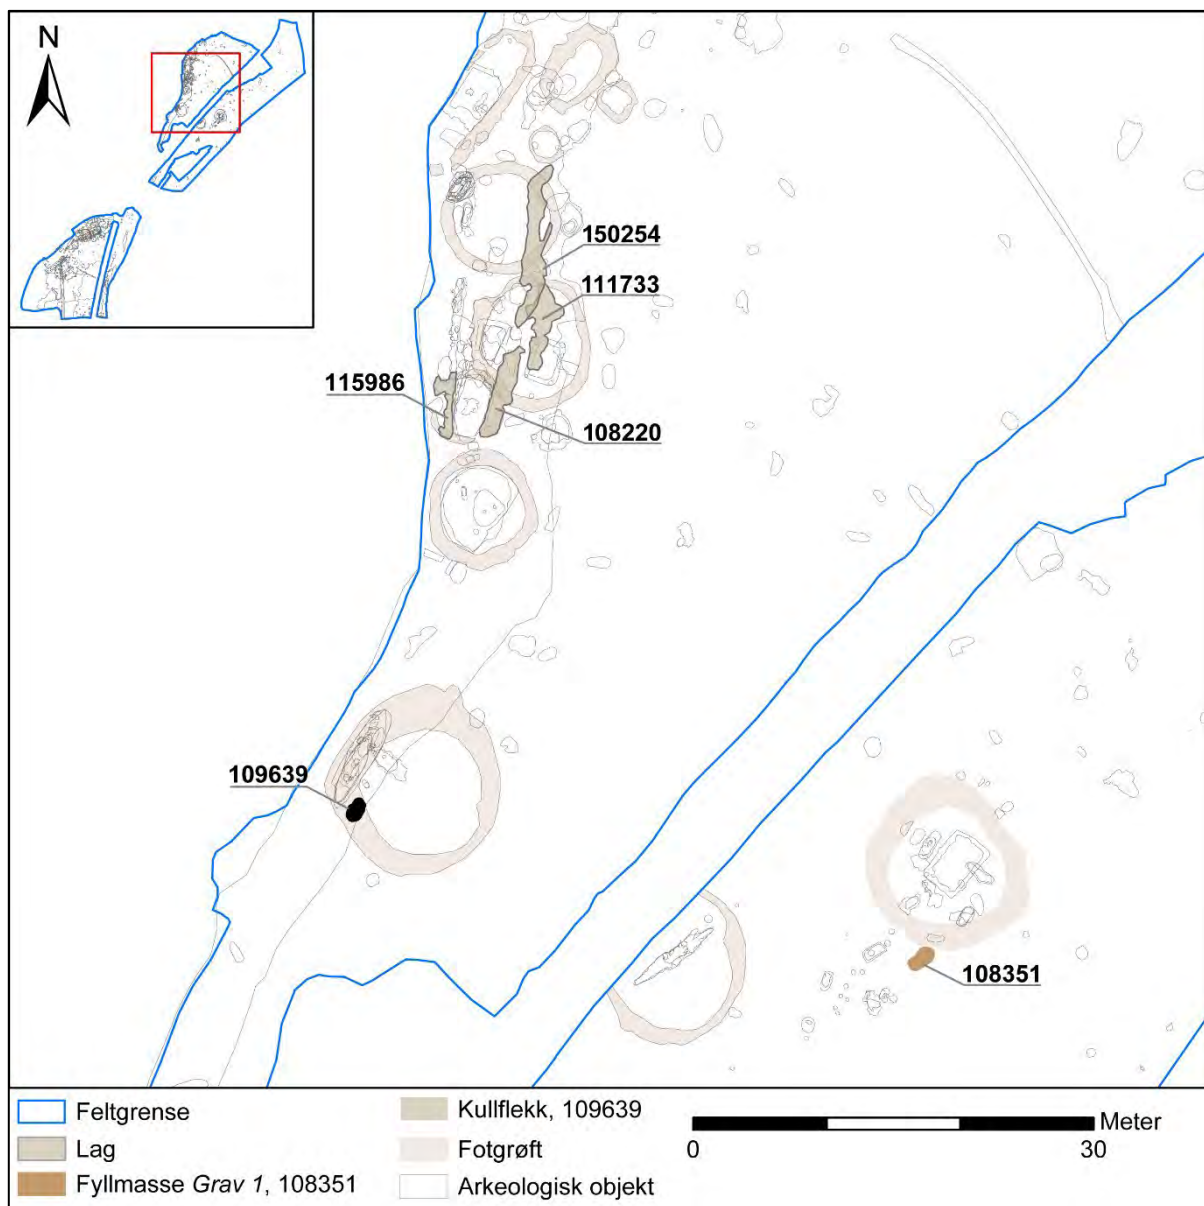 N
150254
111733
115986
108220
109639
108351
Feltgrense
Lag
Fyllmasse Grav 1, 108351
Kullflekk, 109639
Fotgrøft
Arkeologisk objekt
Meter
0
30